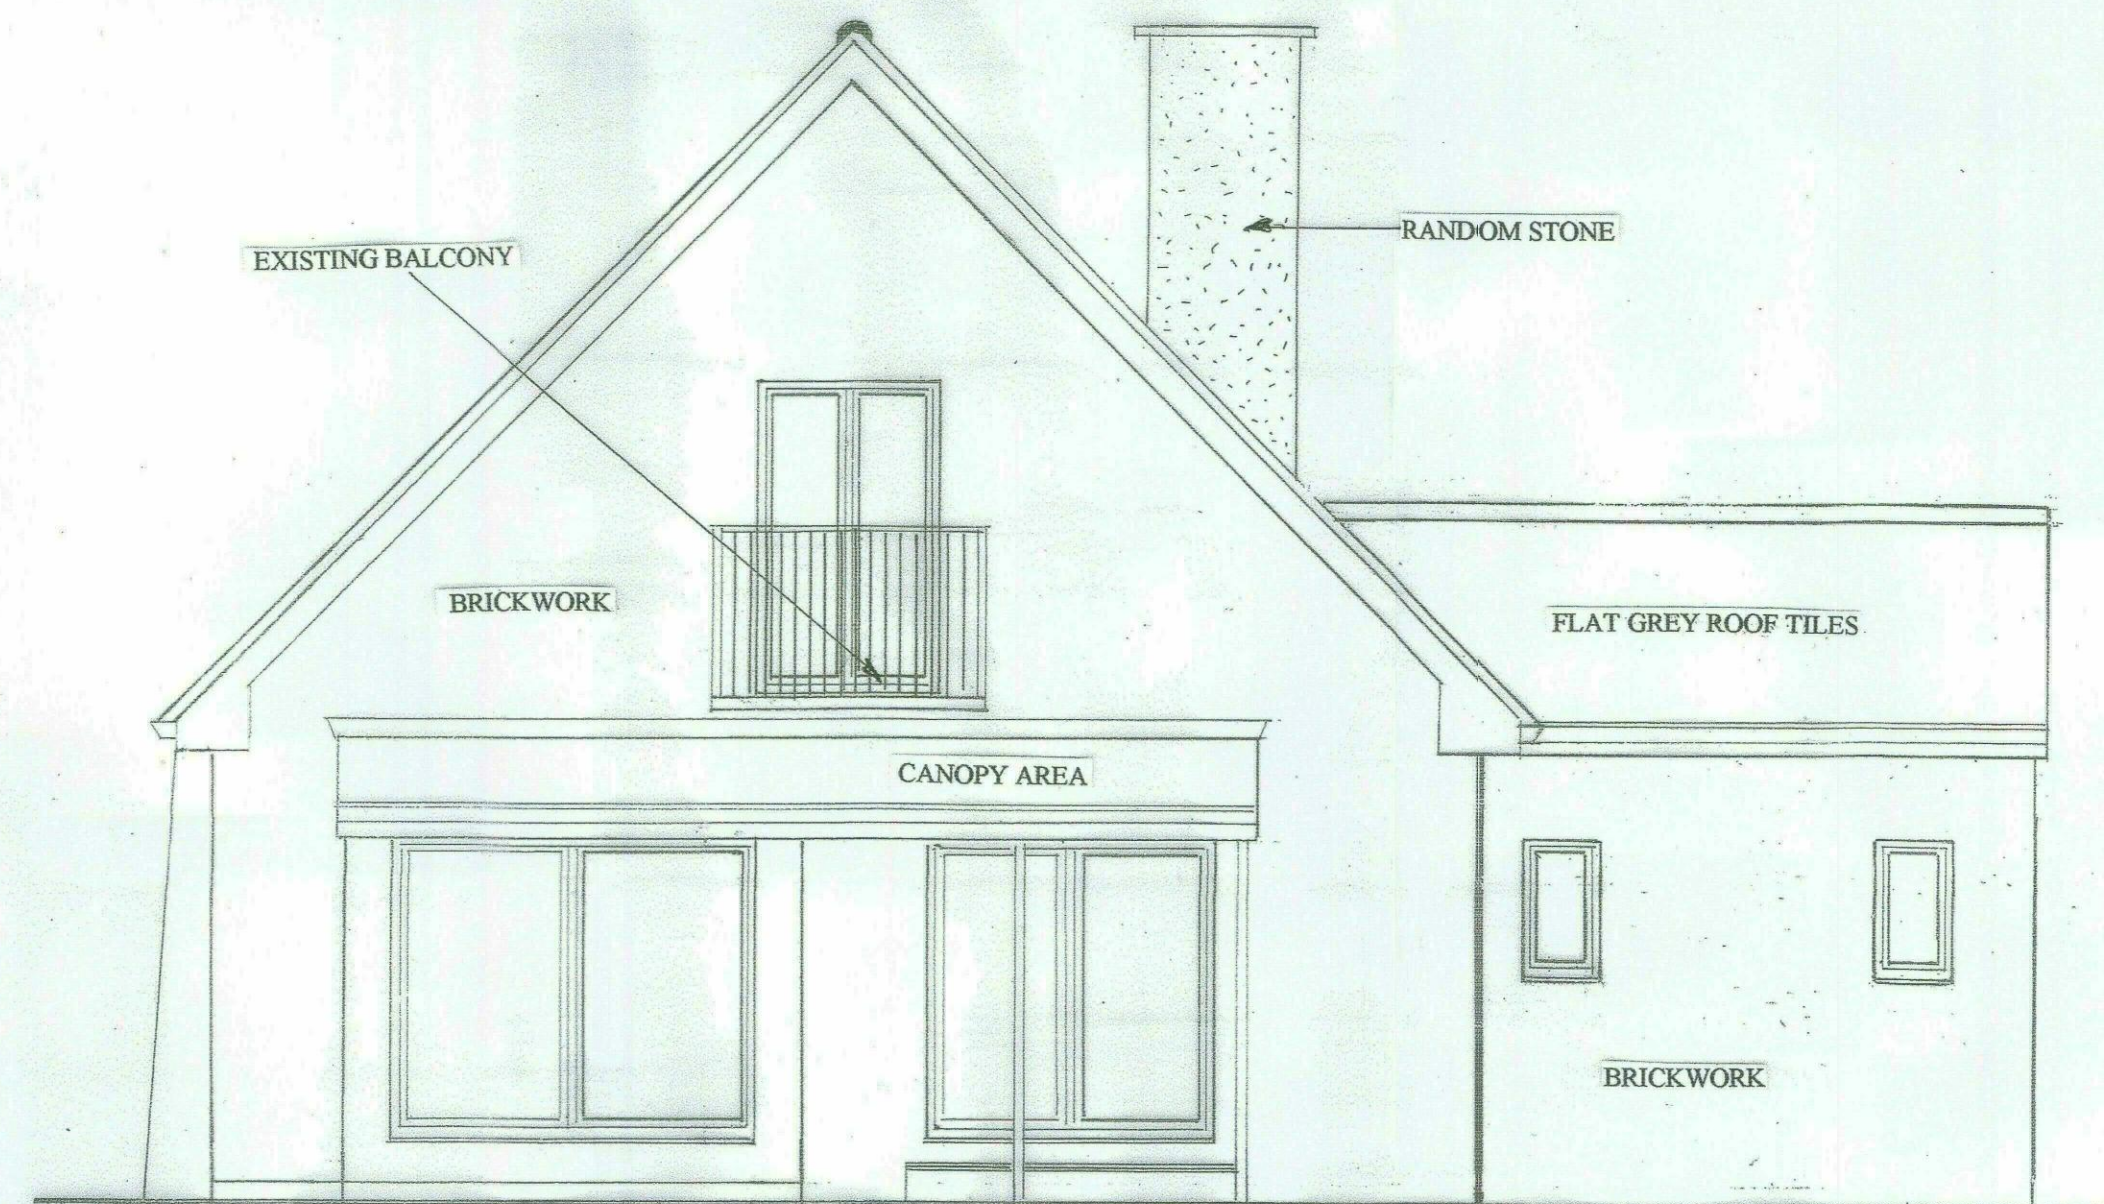 RANDOM STONE
EXISTING BALCONY
BRICKWORK
FLAT GREY ROOF TILES
CANOPY AREA
BRICKWORK